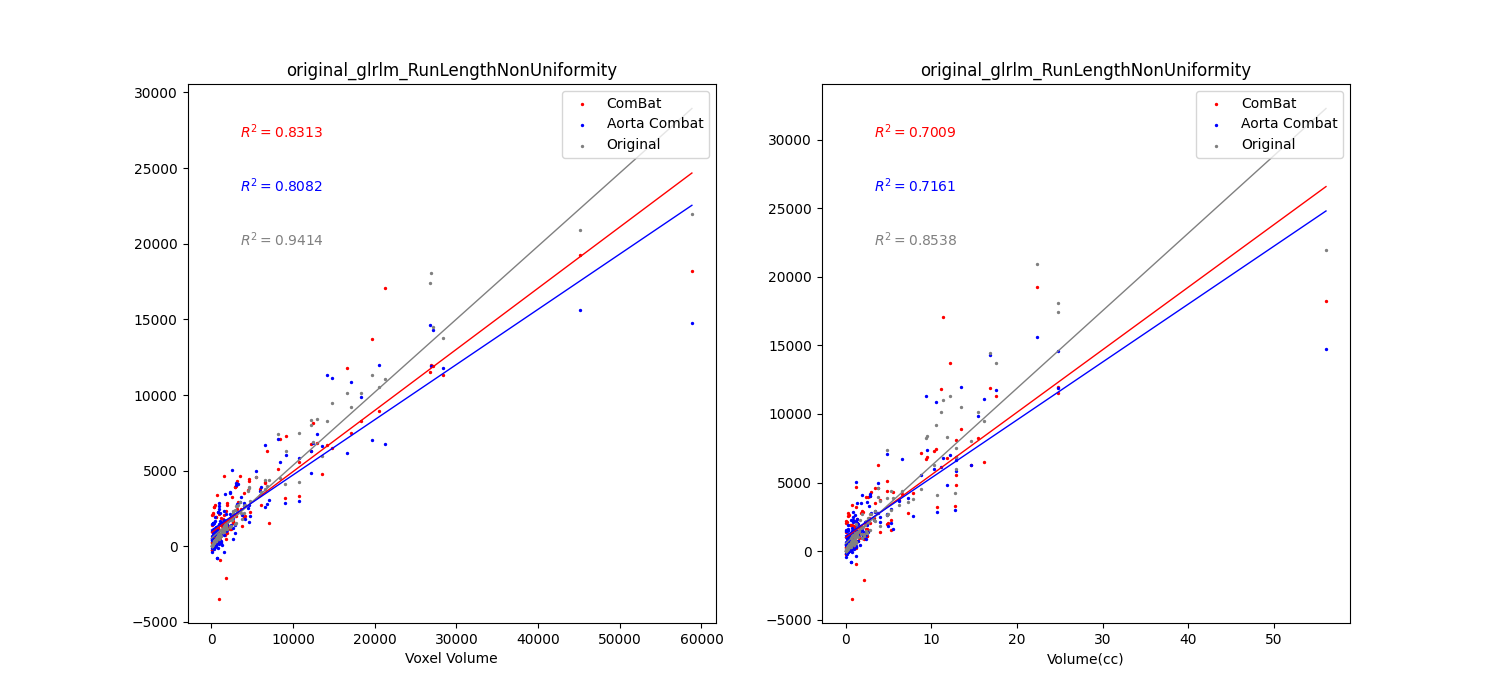 original_glrlm_RunLengthNonUniformity
30000
25000
20000
15000
10000
5000
0
−5000
R² = 0.8313
R² = 0.8082
R² = 0.9414
ComBat
Aorta Combat
Original
0
10000
20000
30000
40000
50000
60000
Voxel Volume
original_glrlm_RunLengthNonUniformity
30000
25000
20000
15000
10000
5000
0
−5000
R² = 0.7009
R² = 0.7161
R² = 0.8538
ComBat
Aorta Combat
Original
0
10
20
30
40
50
Volume(cc)